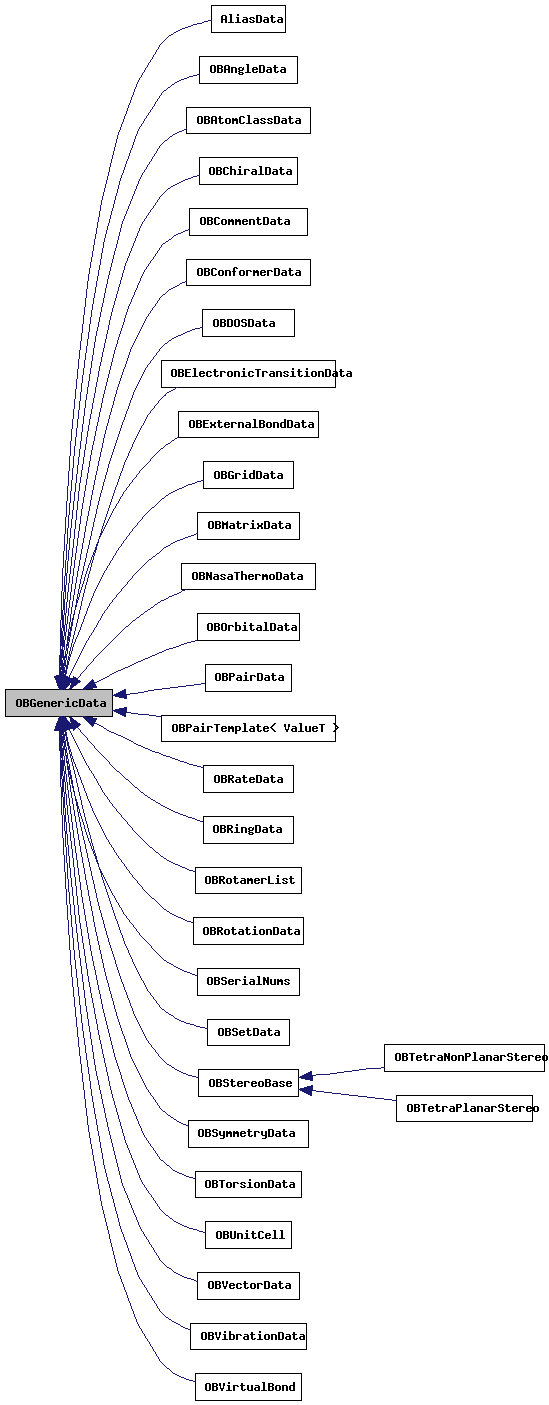 AliasData
OBAngleData
OBAtomClassData
OBChiralData
OBCommentData
OBConformerData
OBDOSData
OBElectronicTransitionData
OBExternalBondData
OBGridData
OBMatrixData
OBNasaThermoData
OBOrbitalData
OBPairData
OBGenericData
OBPairTemplate< ValueT >
OBRateData
OBRingData
OBRotamerList
OBRotationData
OBSerialNums
OBSetData
OBStereoBase
OBTetraNonPlanarStereo
OBTetraPlanarStereo
OBSymmetryData
OBTorsionData
OBUnitCell
OBVectorData
OBVibrationData
OBVirtualBond